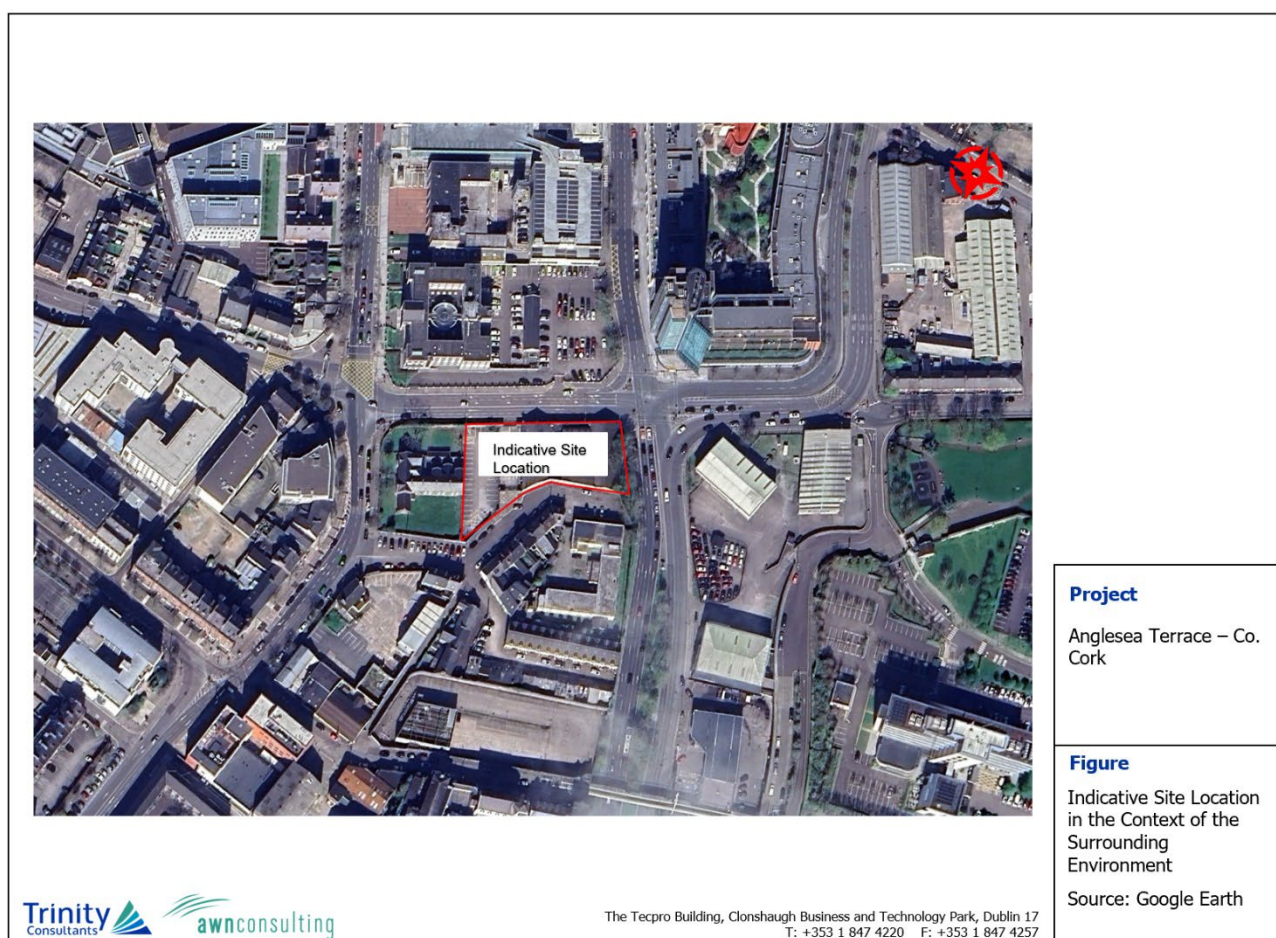 Indicative Site
Location
Project
Anglesea Terrace – Co.
Cork
Figure
Indicative Site Location
in the Context of the
Surrounding
Environment
Source: Google Earth
Trinity
Consultants
awnconsulting
The Tecpro Building, Clonshaugh Business and Technology Park, Dublin 17
T: +353 1 847 4220 F: +353 1 847 4257